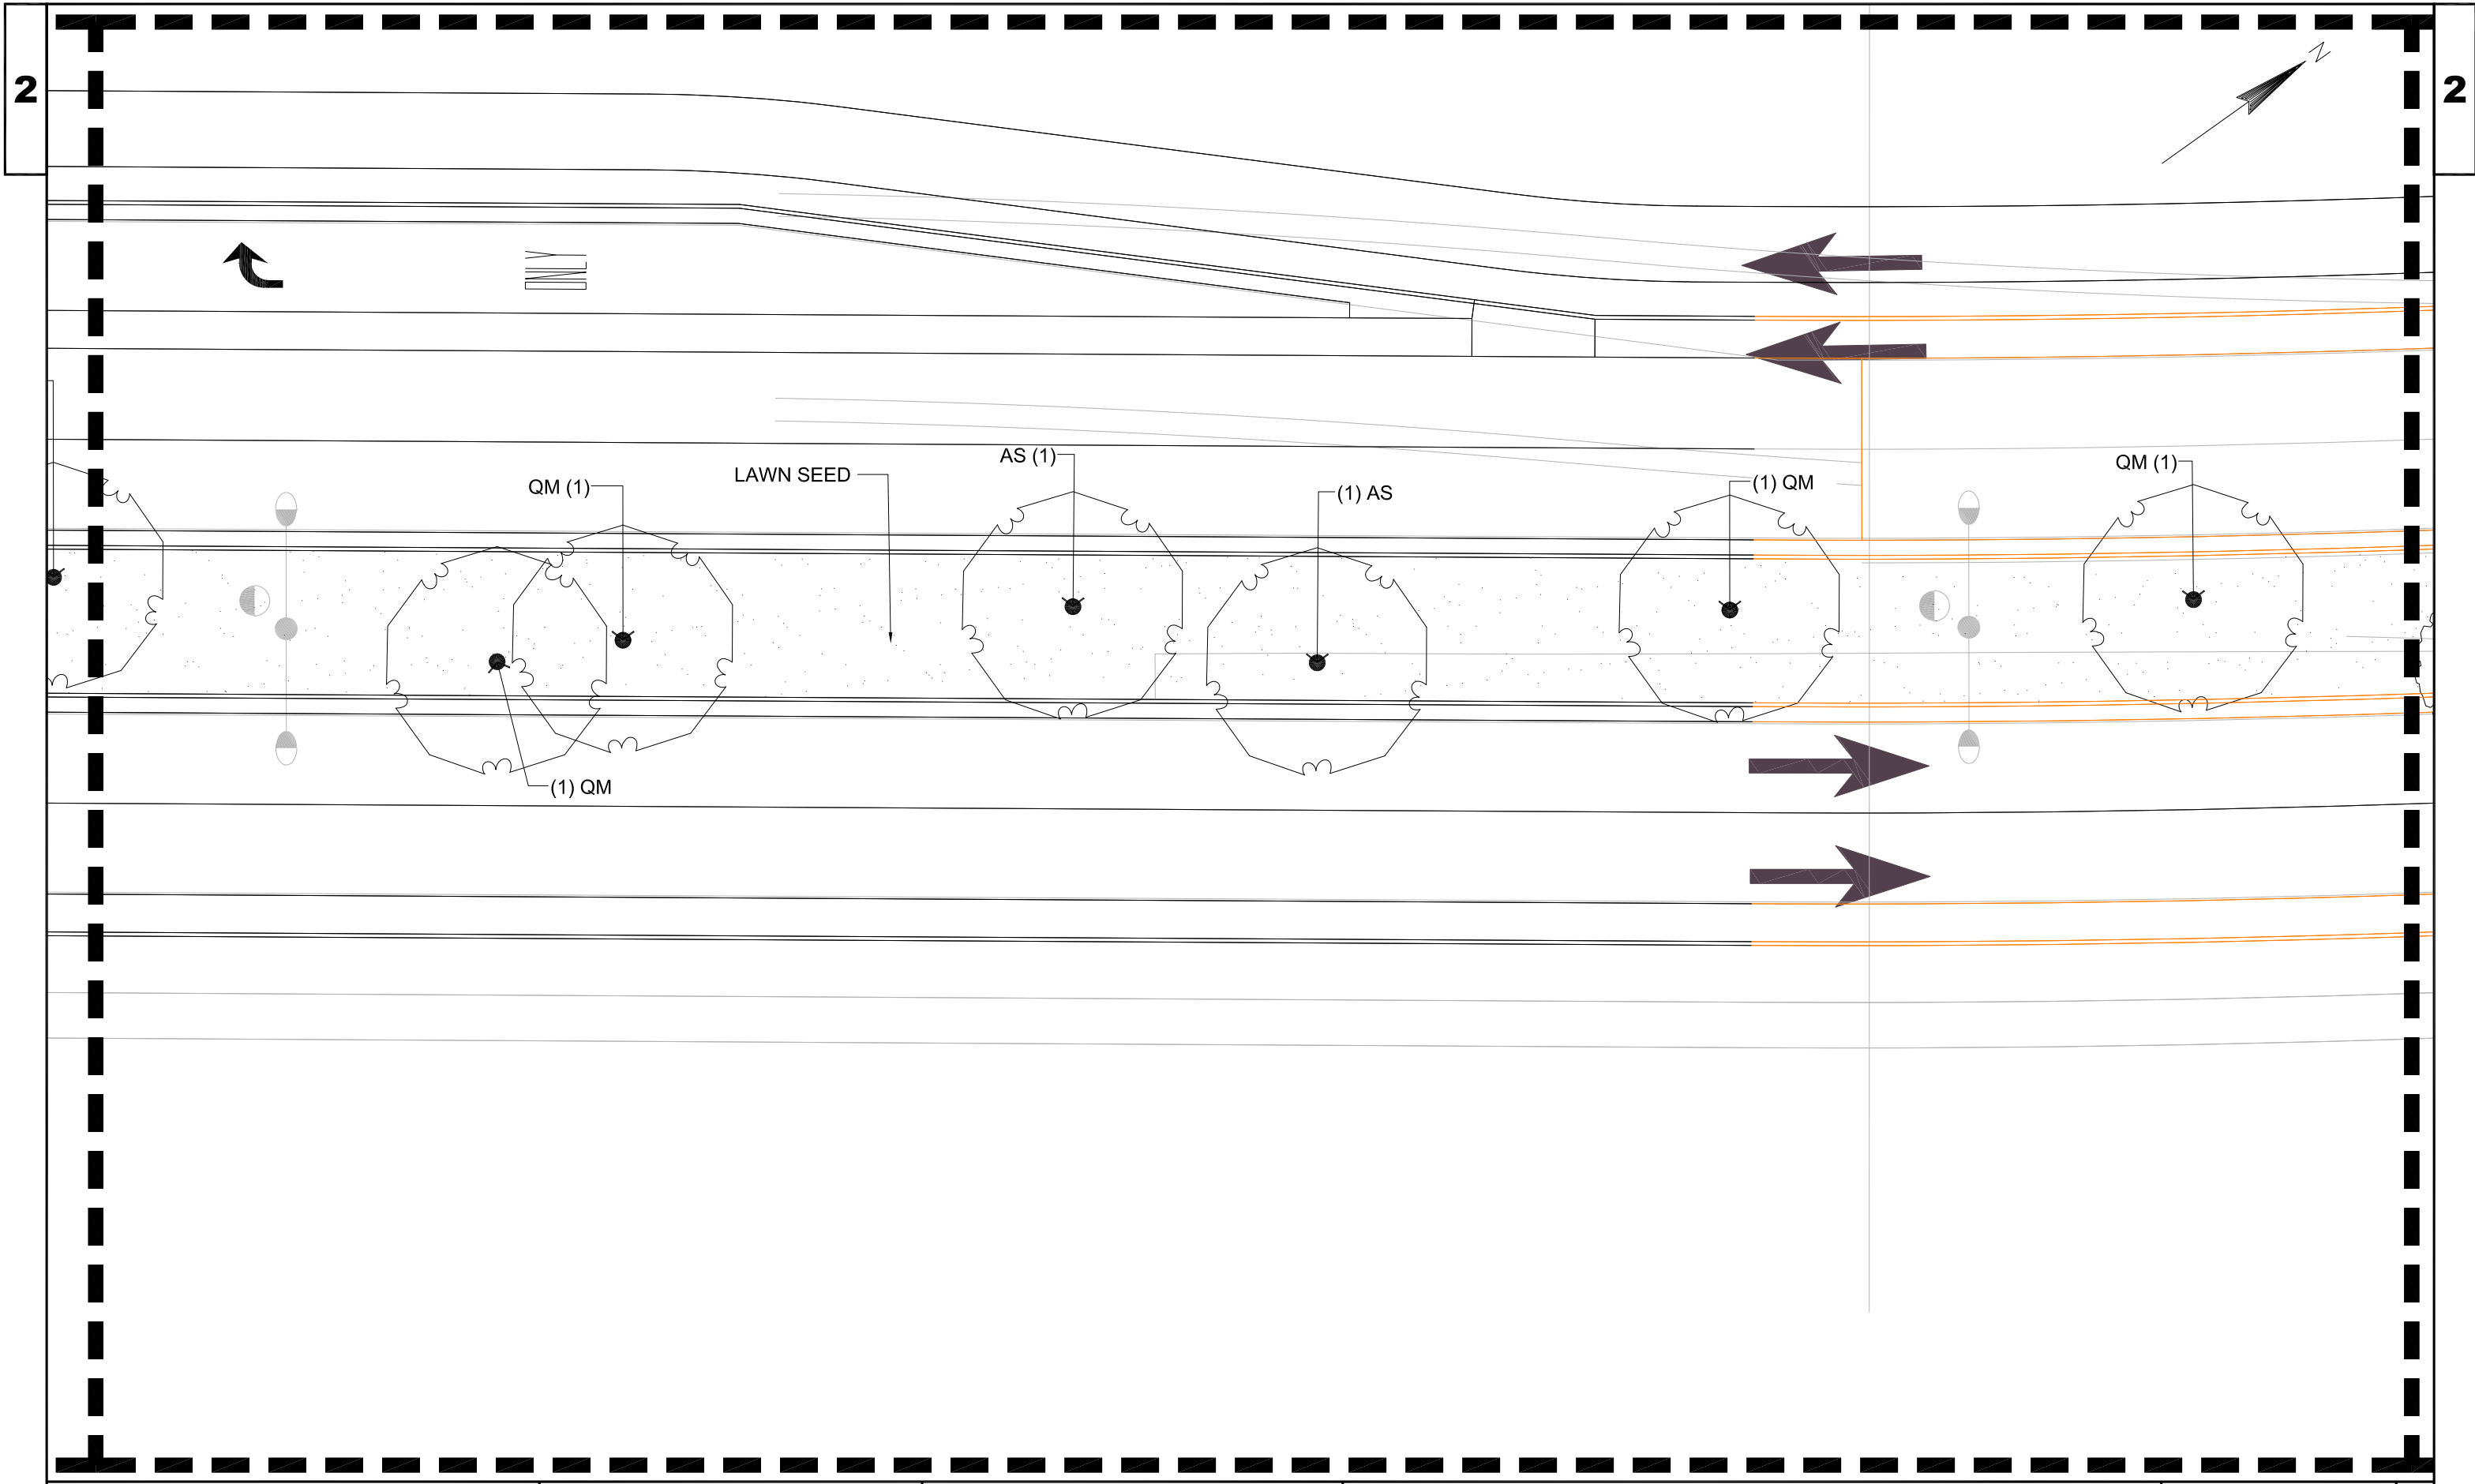 2
2
N
ONLY
AS (1)
QM (1)
LAWN SEED
QM (1)
(1) AS
(1) QM
(1) QM